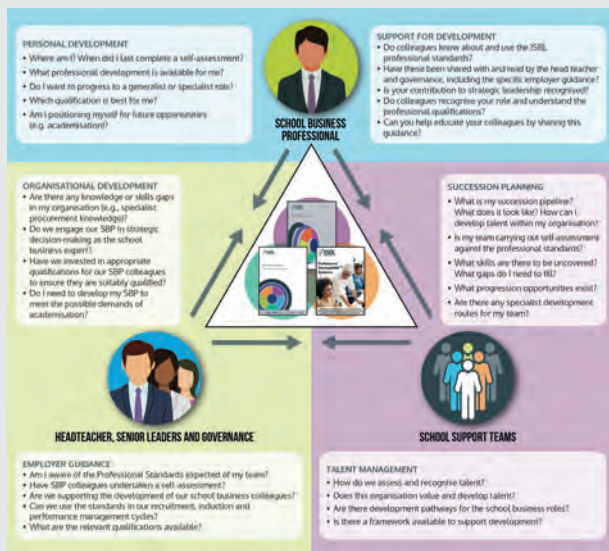 PERSONAL DEVELOPMENT
• Where am I? When did I last complete a self-assessment?
• What professional development is available for me?
• Do I want to progress to a generalist or specialist role?
• Which qualification is best for me?
• Am I positioning myself for future opportunities
(e.g. academisation)?
SCHOOL BUSINESS
PROFESSIONAL
SUPPORT FOR DEVELOPMENT
• Do colleagues know about and use the ISBL
professional standards?
• Have these been shared with and read by the head teacher
and governance, including the specific employer guidance?
• Is your contribution to strategic leadership recognised?
• Do colleagues recognise your role and understand the
professional qualifications?
• Can you help educate your colleagues by sharing this
guidance?
ORGANISATIONAL DEVELOPMENT
• Are there any knowledge or skills gaps
in my organisation (e.g., specialist
procurement knowledge)?
• Do we engage our SBP in strategic
decision-making as the school
business expert?
• Have we invested in appropriate
qualifications for our SBP colleagues
to ensure they are suitably qualified?
• Do I need to develop my SBP to
meet the possible demands of
academisation?
SUCCESSION PLANNING
• What is my succession pipeline?
What does it look like? How can I
develop talent within my organisation?
• Is my team carrying out self-assessment
against the professional standards?
• What skills are there to be uncovered?
What gaps do I need to fill?
• What progression opportunities exist?
• Are there any specialist development
routes for my team?
ISBL
ISBL
ISBL
HEADTEACHER, SENIOR LEADERS AND GOVERNANCE
SCHOOL SUPPORT TEAMS
EMPLOYER GUIDANCE
• Am I aware of the Professional Standards expected of my team?
• Have SBP colleagues undertaken a self-assessment?
• Are we supporting the development of our school business colleagues?
• Can we use the standards in our recruitment, induction and
performance management cycles?
• What are the relevant qualifications available?
TALENT MANAGEMENT
• How do we assess and recognise talent?
• Does this organisation value and develop talent?
• Are there development pathways for the school business roles?
• Is there a framework available to support development?